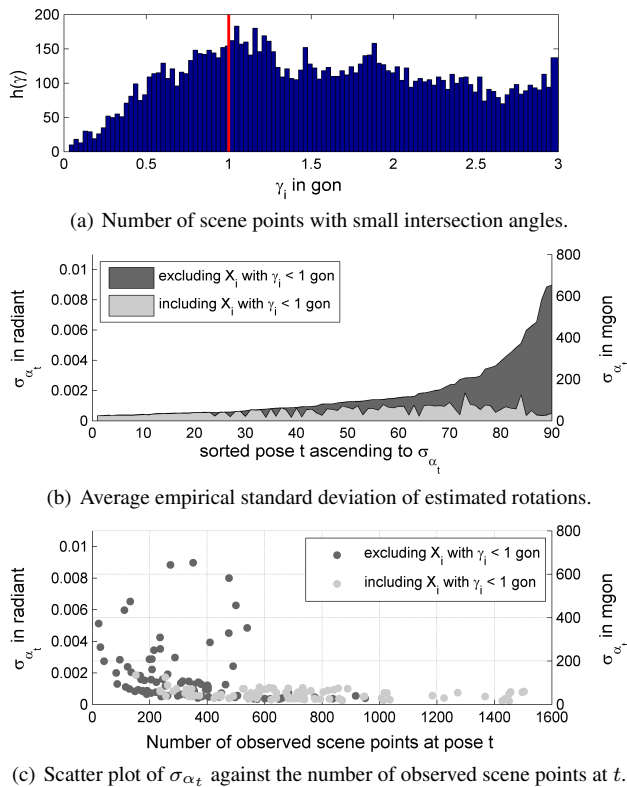 200
150
100
50
0
h(γ)
0 0.5 1 1.5 2 2.5 3
γi in gon
(a) Number of scene points with small intersection angles.
0.01
0.008
0.006
0.004
0.002
0
σαt in radiant
excluding Xi with γi < 1 gon
including Xi with γi < 1 gon
800
600
400
200
0
σαt in mgon
0 10 20 30 40 50 60 70 80 90
sorted pose t ascending to σαt
(b) Average empirical standard deviation of estimated rotations.
0.01
0.008
0.006
0.004
0.002
0
σαt in radiant
excluding Xi with γi < 1 gon
including Xi with γi < 1 gon
800
600
400
200
0
σαt in mgon
0 200 400 600 800 1000 1200 1400 1600
Number of observed scene points at pose t
(c) Scatter plot of σαt against the number of observed scene points at t.